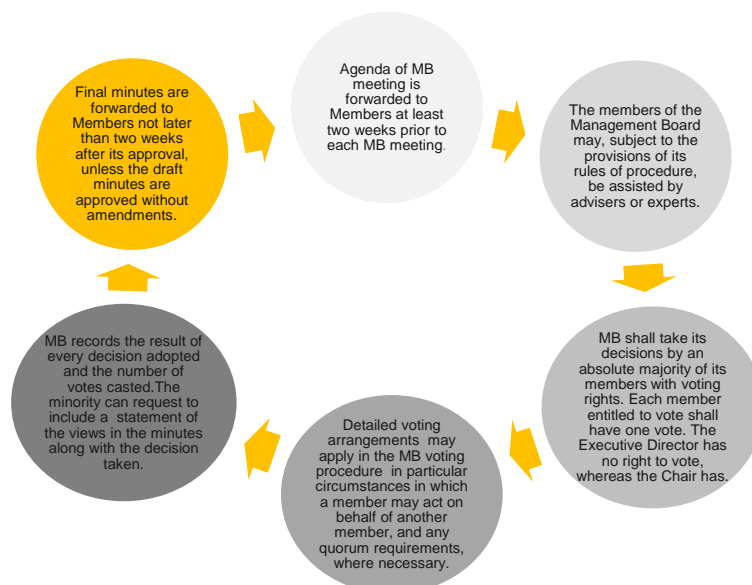 Agenda of MB
meeting is
forwarded to
Members at least
two weeks prior to
each MB meeting.
The members of the
Management Board
may, subject to the
provisions of its
rules of procedure,
be assisted by
advisers or experts.
MB shall take its
decisions by an
absolute majority of its
members with voting
rights. Each member
entitled to vote shall
have one vote. The
Executive Director has
no right to vote,
whereas the Chair has.
Detailed voting
arrangements may
apply in the MB voting
procedure in particular
circumstances in which
a member may act on
behalf of another
member, and any
quorum requirements,
where necessary.
MB records the result of
every decision adopted
and the number of
votes casted.The
minority can request to
include a statement of
the views in the minutes
along with the decision
taken.
Final minutes are
forwarded to
Members not later
than two weeks
after its approval,
unless the draft
minutes are
approved without
amendments.